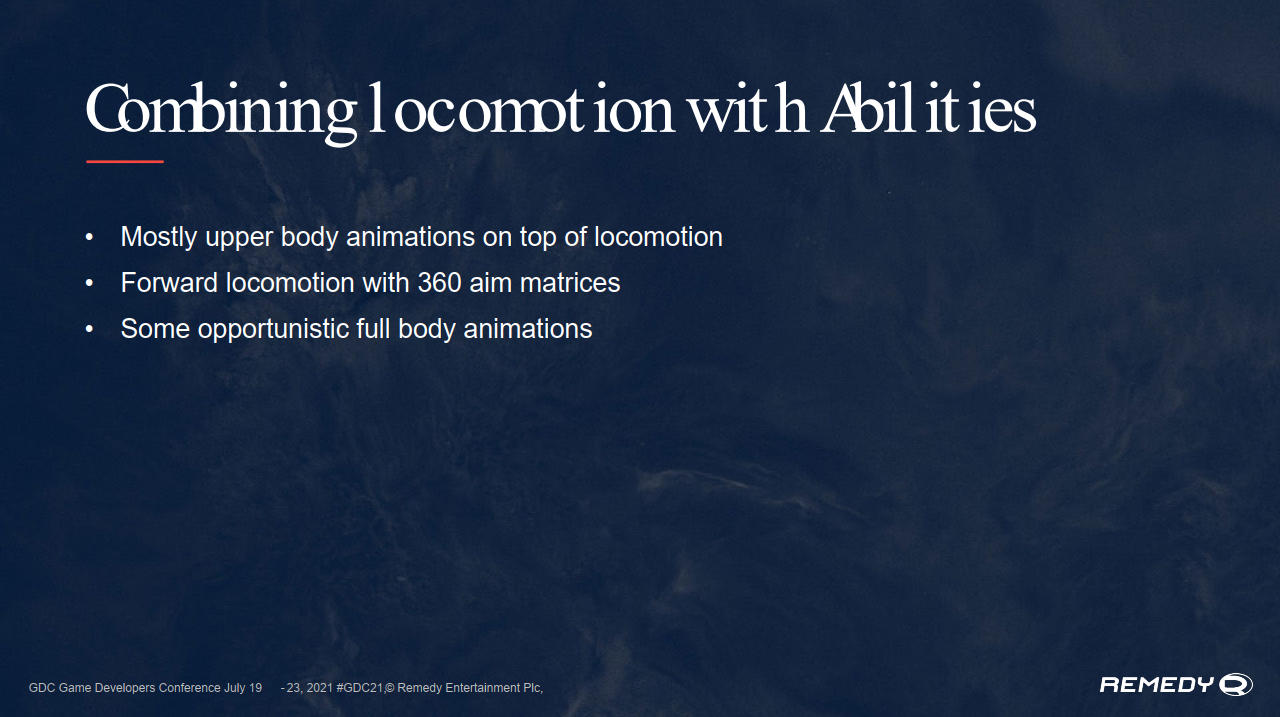 Combining locomotion with Abilities
• Mostly upper body animations on top of locomotion
• Forward locomotion with 360 aim matrices
• Some opportunistic full body animations
GDC Game Developers Conference July 19 -23, 2021 #GDC21,© Remedy Entertainment Plc,
REMEDY